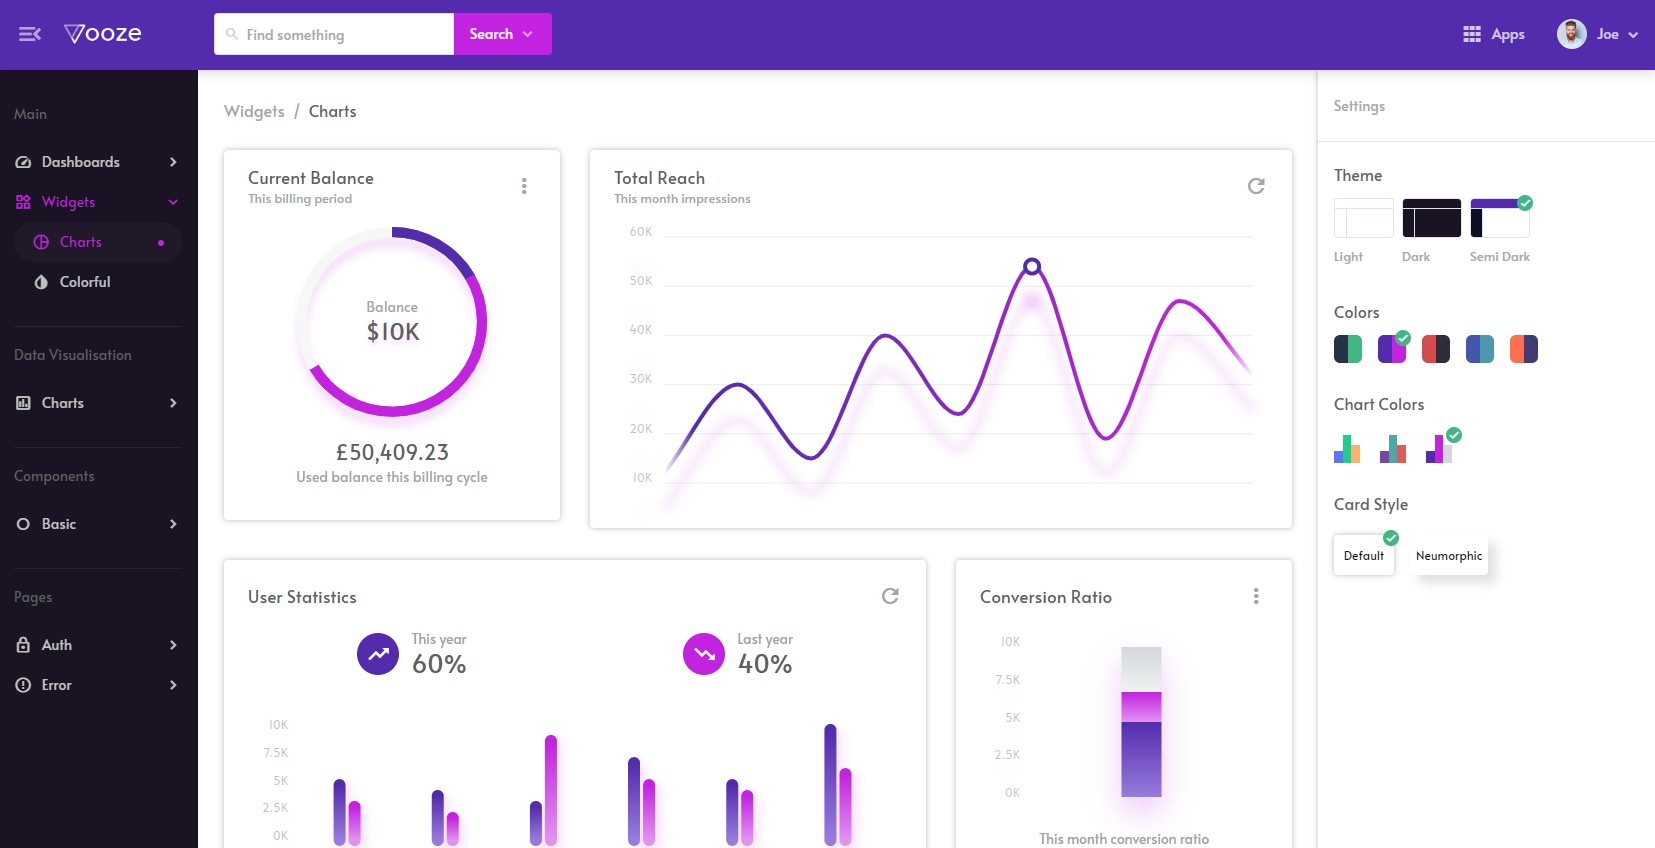 Vooze
Find something
Search
Apps
Joe
Main
Dashboards
Widgets
Charts
Colorful
Data Visualisation
Charts
Components
Basic
Pages
Auth
Error
Widgets / Charts
Current Balance
This billing period
Balance
$10K
£50,409.23
Used balance this billing cycle
Total Reach
This month impressions
60K
50K
40K
30K
20K
10K
User Statistics
This year
60%
Last year
40%
10K
7.5K
5K
2.5K
0K
Conversion Ratio
10K
7.5K
5K
2.5K
0K
This month conversion ratio
Settings
Theme
Light
Dark
Semi Dark
Colors
Chart Colors
Card Style
Default
Neumorphic